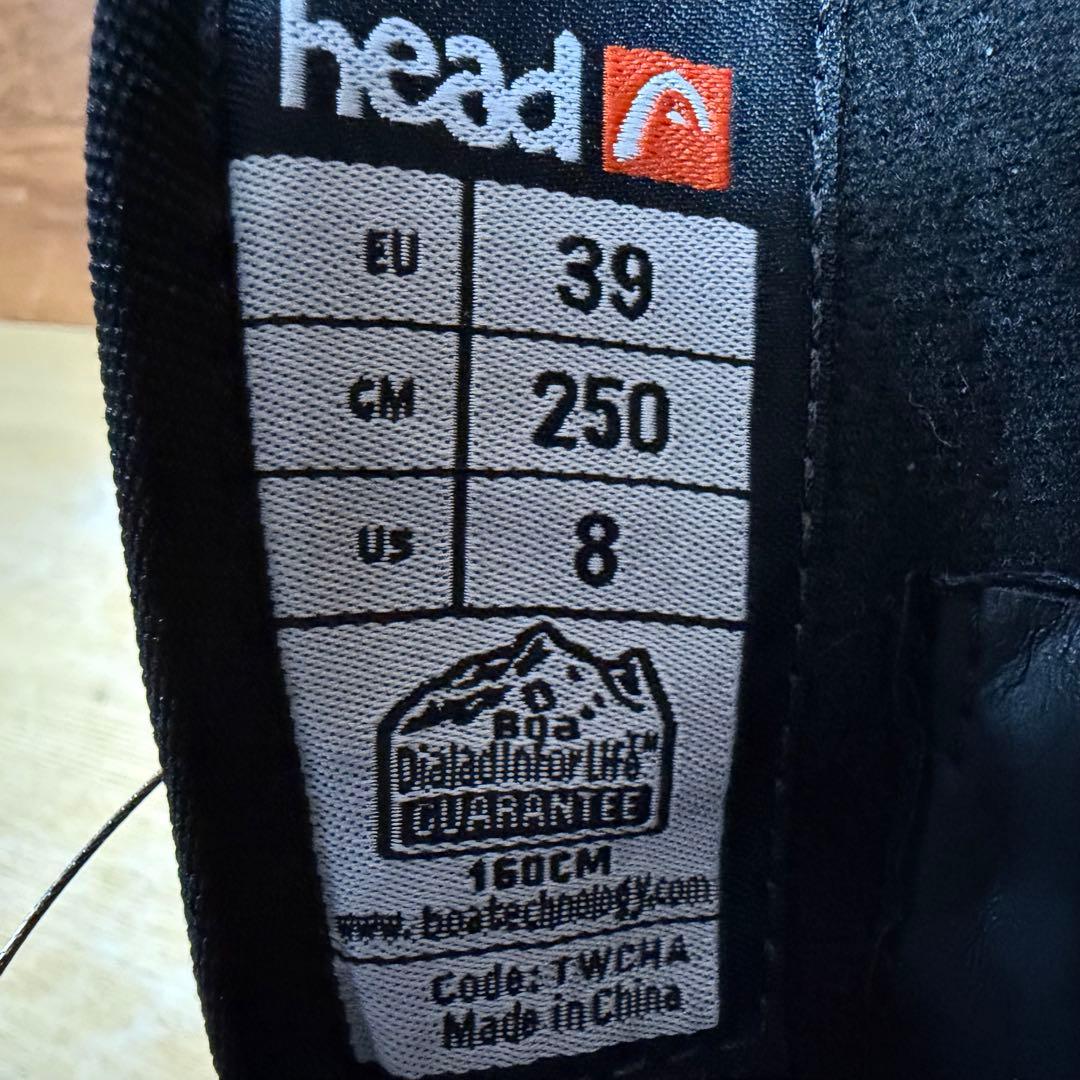 head
EU 39
CM 250
US 8
Boa
Dialed In for Life™
GUARANTEE
160CM
www.boatechnology.com
Code: TWCHA
Made in China